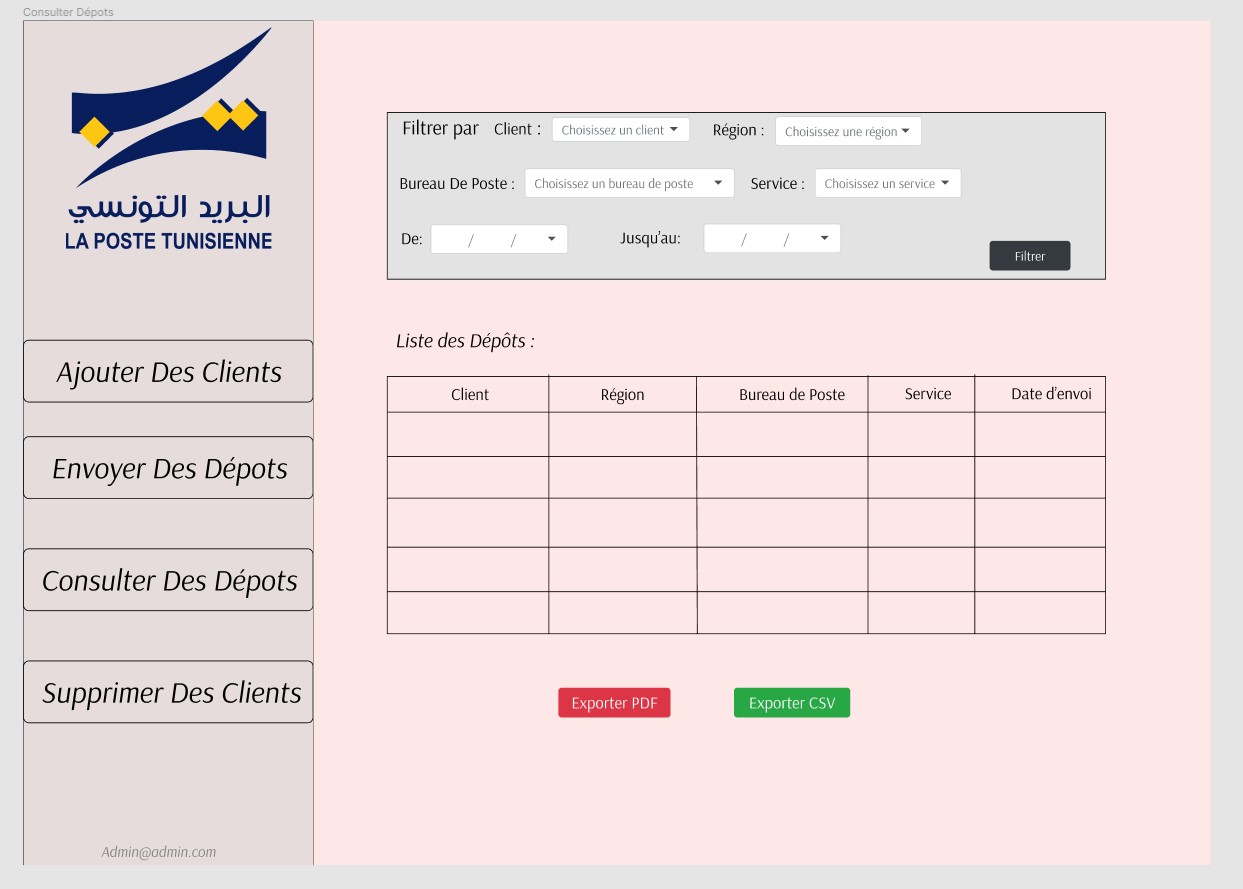 Consulter Dépots
البريد التونسي
LA POSTE TUNISIENNE
Ajouter Des Clients
Envoyer Des Dépots
Consulter Des Dépots
Supprimer Des Clients
Admin@admin.com
Filtrer par Client : Choisissez un client Région : Choisissez une région
Bureau De Poste : Choisissez un bureau de poste Service : Choisissez un service
De: / / Jusqu'au: / /
Filtrer
Liste des Dépôts :
Client Région Bureau de Poste Service Date d'envoi
Exporter PDF Exporter CSV